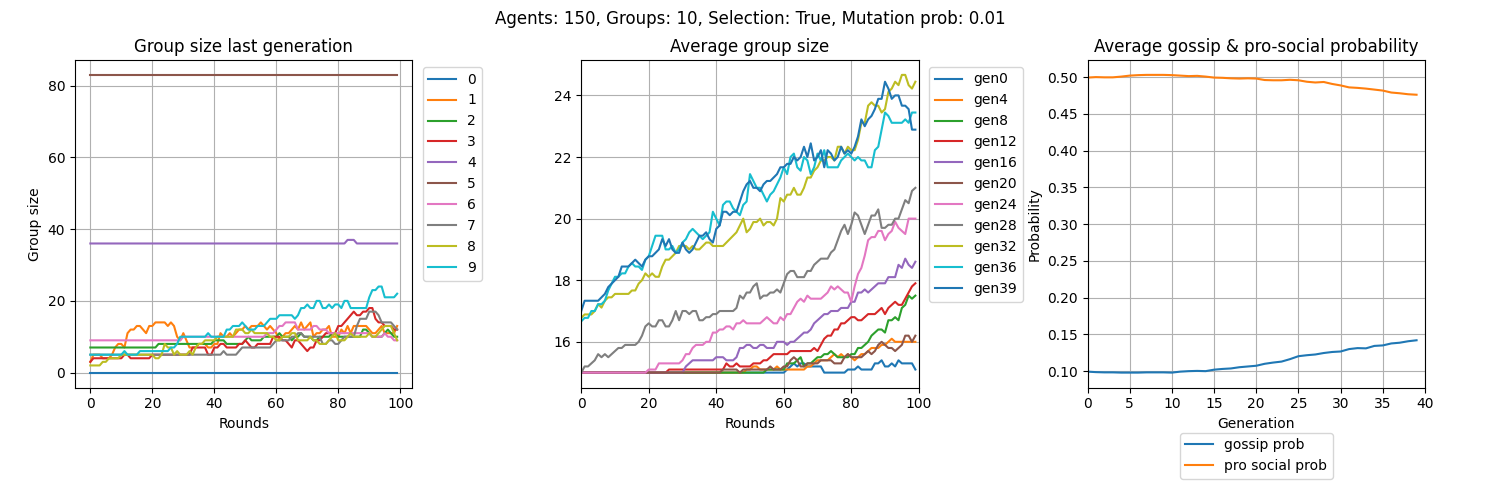 Agents: 150, Groups: 10, Selection: True, Mutation prob: 0.01
Group size last generation
Group size
80
60
40
20
0
0 20 40 60 80 100
Rounds
0
1
2
3
4
5
6
7
8
9
Average group size
24
22
20
18
16
0 20 40 60 80 100
Rounds
gen0
gen4
gen8
gen12
gen16
gen20
gen24
gen28
gen32
gen36
gen39
Average gossip & pro-social probability
Probability
0.50
0.45
0.40
0.35
0.30
0.25
0.20
0.15
0.10
0 5 10 15 20 25 30 35 40
Generation
gossip prob
pro social prob